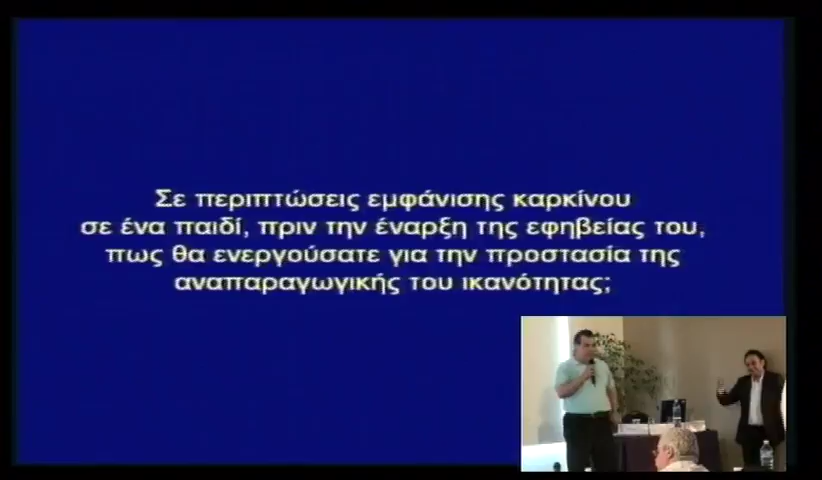 Σε περιπτώσεις εμφάνισης καρκίνου
σε ένα παιδί, πριν την έναρξη της εφηβείας του,
πως θα ενεργούσατε για την προστασία της
αναπαραγωγικής του ικανότητας;